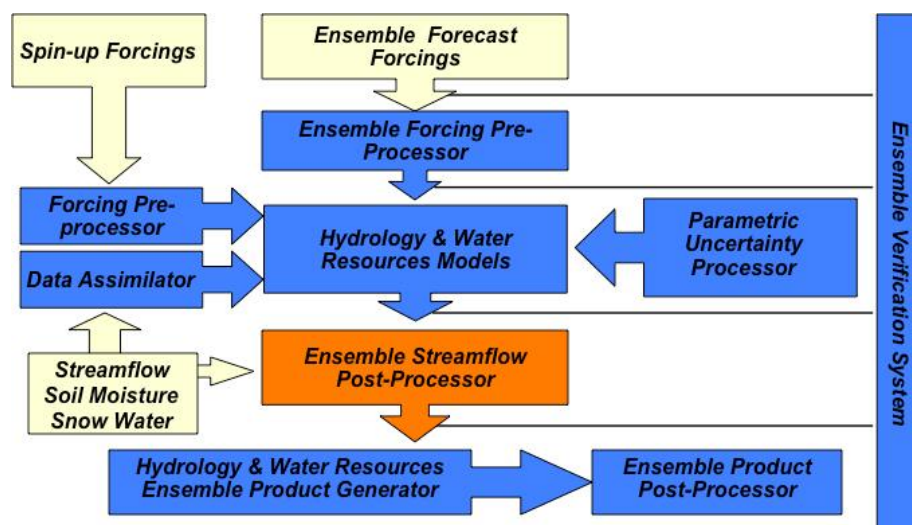 Spin-up Forcings
Ensemble Forecast
Forcings
Ensemble Forcing Pre-
Processor
Forcing Pre-
processor
Hydrology & Water
Resources Models
Parametric
Uncertainty
Processor
Data Assimilator
Streamflow
Soil Moisture
Snow Water
Ensemble Streamflow
Post-Processor
Hydrology & Water Resources
Ensemble Product Generator
Ensemble Product
Post-Processor
Ensemble Verification System